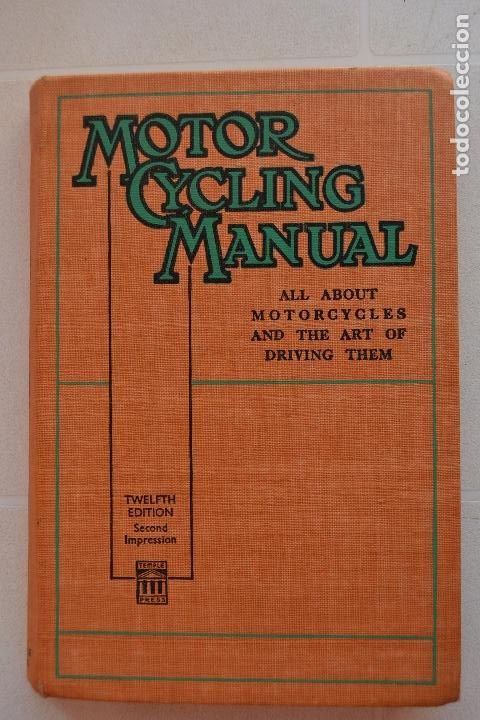 MOTOR
CYCLING
MANUAL
ALL ABOUT
MOTORCYCLES
AND THE ART OF
DRIVING THEM
TWELFTH
EDITION
Second
Impression
TEMPLE
PRESS
todocoleccion